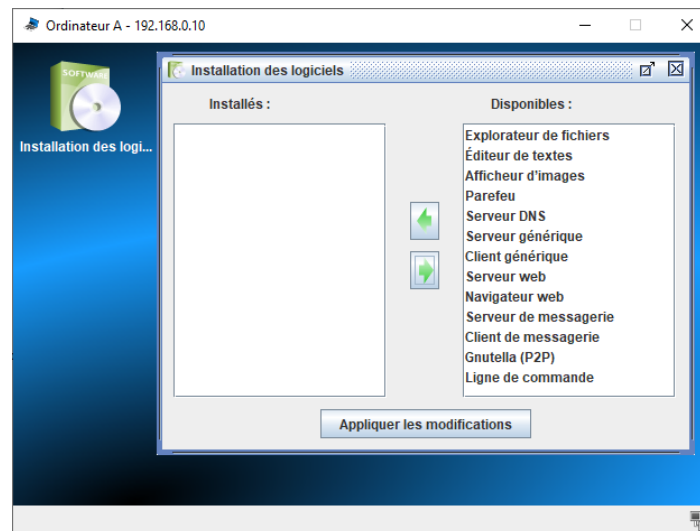 Ordinateur A - 192.168.0.10
SOFTWARE
Installation des logi...
Installation des logiciels
Installés :
Disponibles :
Explorateur de fichiers
Éditeur de textes
Afficheur d'images
Parefeu
Serveur DNS
Serveur générique
Client générique
Serveur web
Navigateur web
Serveur de messagerie
Client de messagerie
Gnutella (P2P)
Ligne de commande
Appliquer les modifications